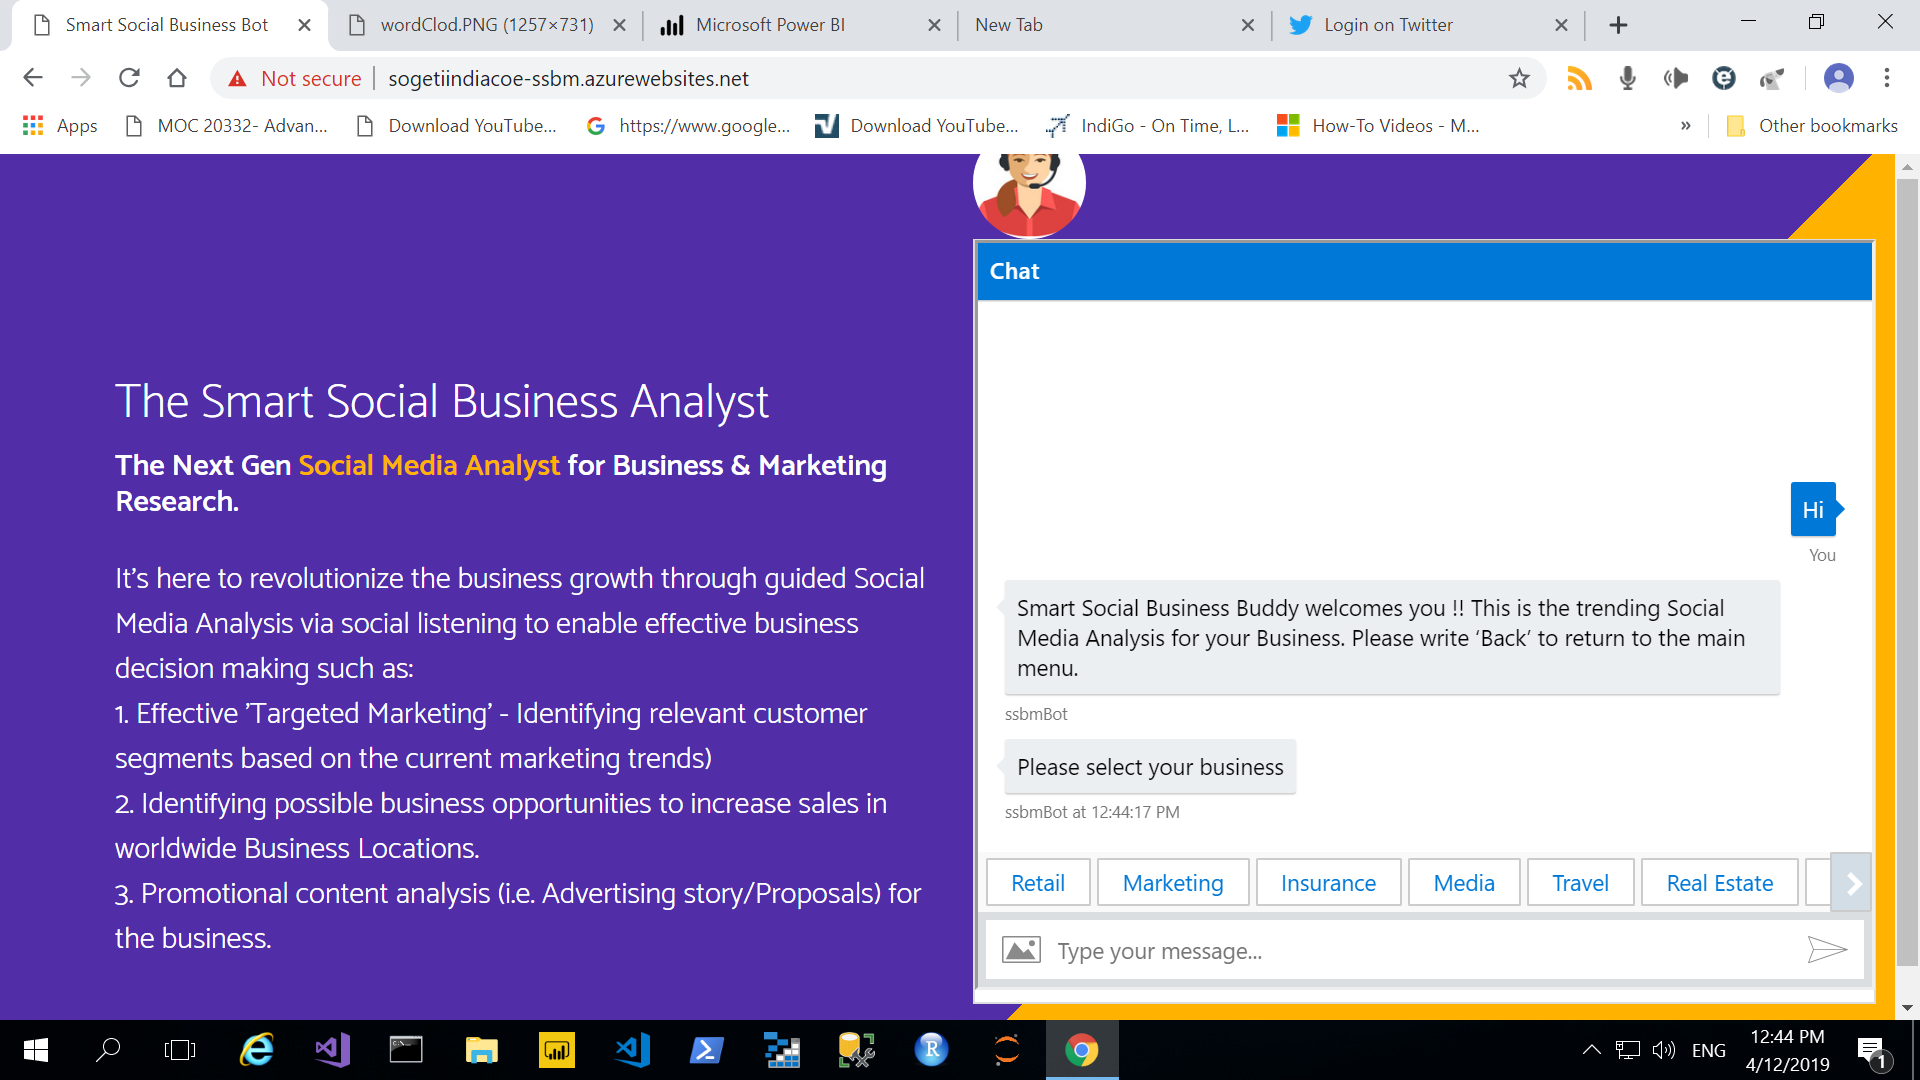 Smart Social Business Bot
wordClod.PNG (1257×731)
Microsoft Power BI
New Tab
Login on Twitter
Not secure
sogetiindiacoe-ssbm.azurewebsites.net
Apps
MOC 20332- Advan...
Download YouTube...
https://www.google...
Download YouTube...
IndiGo - On Time, L...
How-To Videos - M...
»
Other bookmarks
The Smart Social Business Analyst
The Next Gen Social Media Analyst for Business & Marketing
Research.
It's here to revolutionize the business growth through guided Social
Media Analysis via social listening to enable effective business
decision making such as:
1. Effective 'Targeted Marketing' - Identifying relevant customer
segments based on the current marketing trends)
2. Identifying possible business opportunities to increase sales in
worldwide Business Locations.
3. Promotional content analysis (i.e. Advertising story/Proposals) for
the business.
Chat
Hi
You
Smart Social Business Buddy welcomes you !! This is the trending Social
Media Analysis for your Business. Please write ‘Back’ to return to the main
menu.
ssbmBot
Please select your business
ssbmBot at 12:44:17 PM
Retail
Marketing
Insurance
Media
Travel
Real Estate
Type your message...
R
ENG
12:44 PM
4/12/2019
1